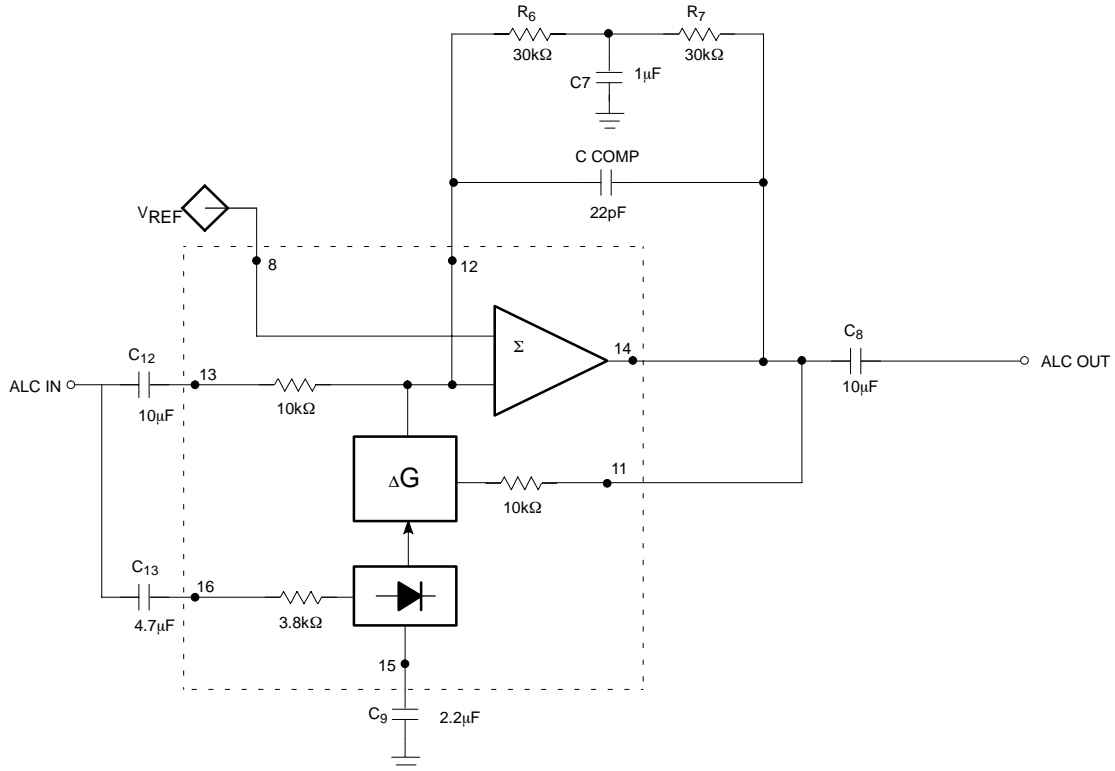 R6
R7
30kΩ
30kΩ
C7
1μF
C COMP
22pF
VREF
8
12
Σ
14
C8
10μF
ALC OUT
C12
13
ALC IN
10μF
10kΩ
ΔG
11
10kΩ
C13
16
4.7μF
3.8kΩ
15
C9
2.2μF